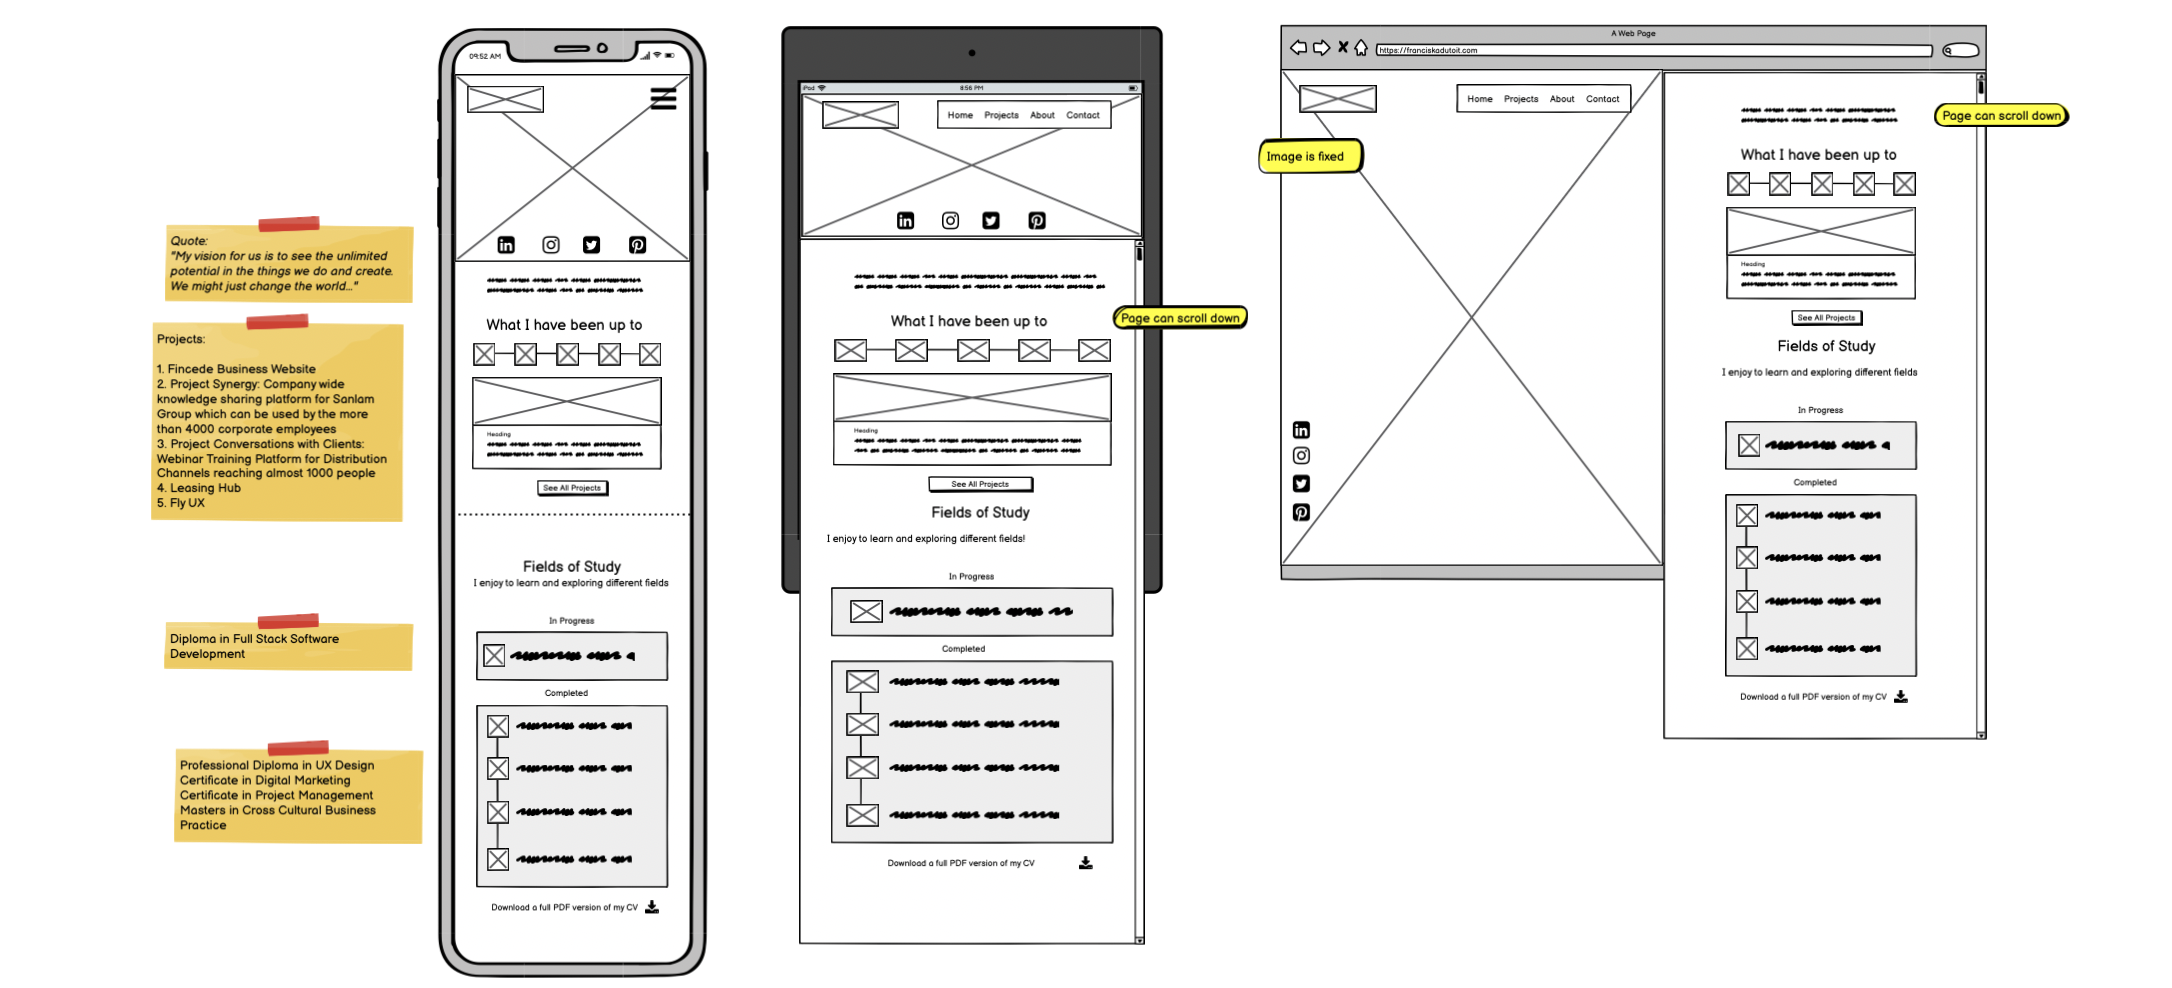 Quote:
"My vision for us is to see the unlimited
potential in the things we do and create.
We might just change the world..."
Projects:
1. Fincede Business Website
2. Project Synergy: Company wide
knowledge sharing platform for Sanlam
Group which can be used by the more
than 4000 corporate employees
3. Project Conversations with Clients:
Webinar Training Platform for Distribution
Channels reaching almost 1000 people
4. Leasing Hub
5. Fly UX
Diploma in Full Stack Software
Development
Professional Diploma in UX Design
Certificate in Digital Marketing
Certificate in Project Management
Masters in Cross Cultural Business
Practice
09:52 AM
What I have been up to
Heading
See All Projects
Fields of Study
I enjoy to learn and exploring different fields
In Progress
Completed
Download a full PDF version of my CV
iPod
8:56 PM
Home Projects About Contact
Page can scroll down
What I have been up to
Heading
See All Projects
Fields of Study
I enjoy to learn and exploring different fields!
In Progress
Completed
Download a full PDF version of my CV
A Web Page
https://franciskadutoit.com
Home Projects About Contact
Image is fixed
Page can scroll down
What I have been up to
Heading
See All Projects
Fields of Study
I enjoy to learn and exploring different fields
In Progress
Completed
Download a full PDF version of my CV